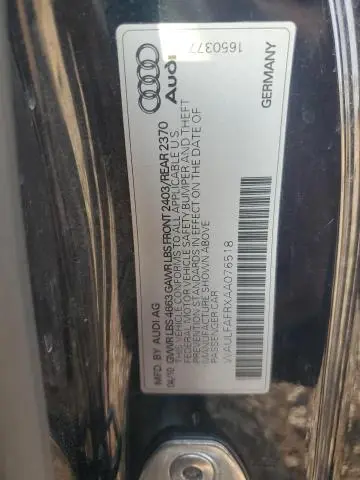 MFD. BY AUDI AG
04/10 GVWR LBS 4663 GAWR LBS FRONT 2403/REAR 2370
THIS VEHICLE CONFORMS TO ALL APPLICABLE U.S.
FEDERAL MOTOR VEHICLE SAFETY BUMPER AND THEFT
PREVENTION STANDARDS IN EFFECT ON THE DATE OF
MANUFACTURE SHOWN ABOVE
PASSENGER CAR
WAULFAFRXAA076518
Audi
1650377
GERMANY